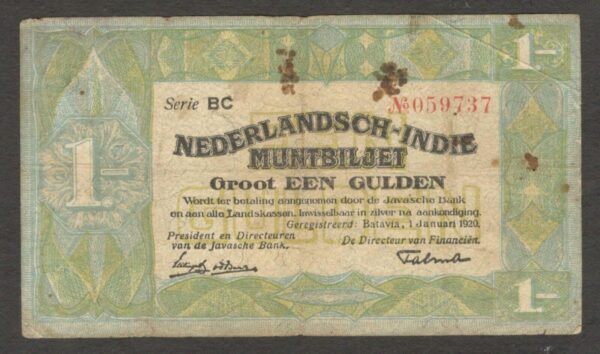 1-
1-
Serie BC
№059737
NEDERLANDSCH-INDIE
MUNTBILJET
Groot EEN GULDEN
Wordt ter betaling aangenomen door de Javasche Bank
en aan alle Landskassen. Inwisselbaar in zilver na aankondiging.
Geregistreerd: Batavia, 1 Januari 1920.
President en Directeuren
van de Javasche Bank.
De Directeur van Financiën.
1-